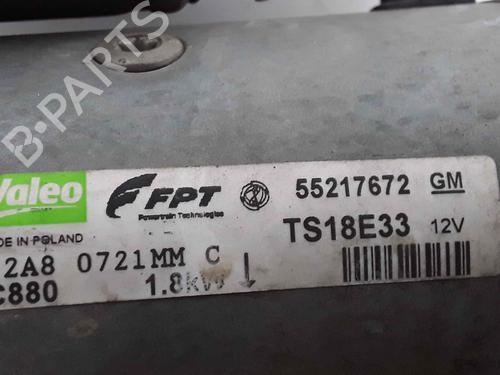 B-PARTS
Valeo FPT 55217672 GM
Powertrain Technologies
DE IN POLAND TS18E33 12V
2A8 0721MM C
C880 1.8kW